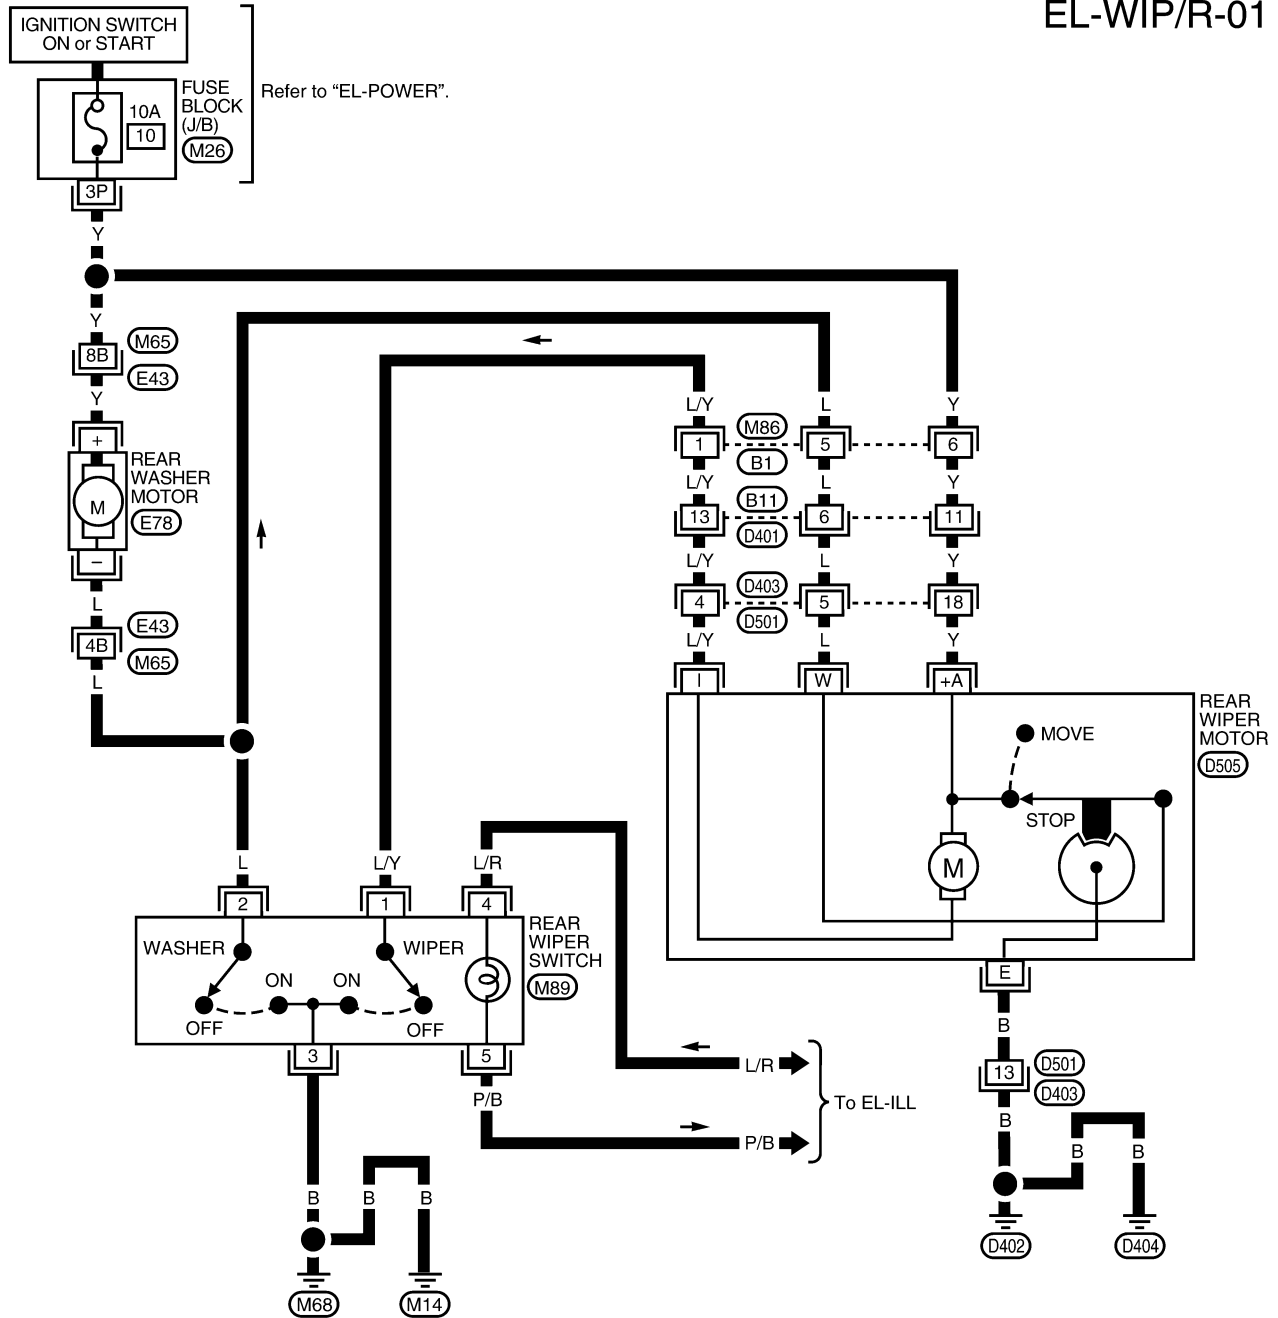 EL-WIP/R-01
IGNITION SWITCH
ON or START
FUSE
BLOCK
(J/B)
M26
10A
10
Refer to “EL-POWER”.
3P
Y
Y
8B
M65
E43
Y
+
REAR
WASHER
MOTOR
E78
M
–
L
E43
4B
M65
L
L/Y
L
Y
1
M86
5
6
B1
L/Y
L
Y
B11
13
6
11
D401
L/Y
L
Y
D403
4
5
18
D501
L/Y
L
Y
I
W
+A
REAR
WIPER
MOTOR
D505
MOVE
STOP
M
E
B
13
D501
D403
B
B
B
D402
D404
L
L/Y
L/R
2
1
4
REAR
WIPER
SWITCH
M89
WASHER
WIPER
ON
ON
OFF
OFF
3
5
P/B
L/R
To EL-ILL
P/B
B
B
B
M68
M14